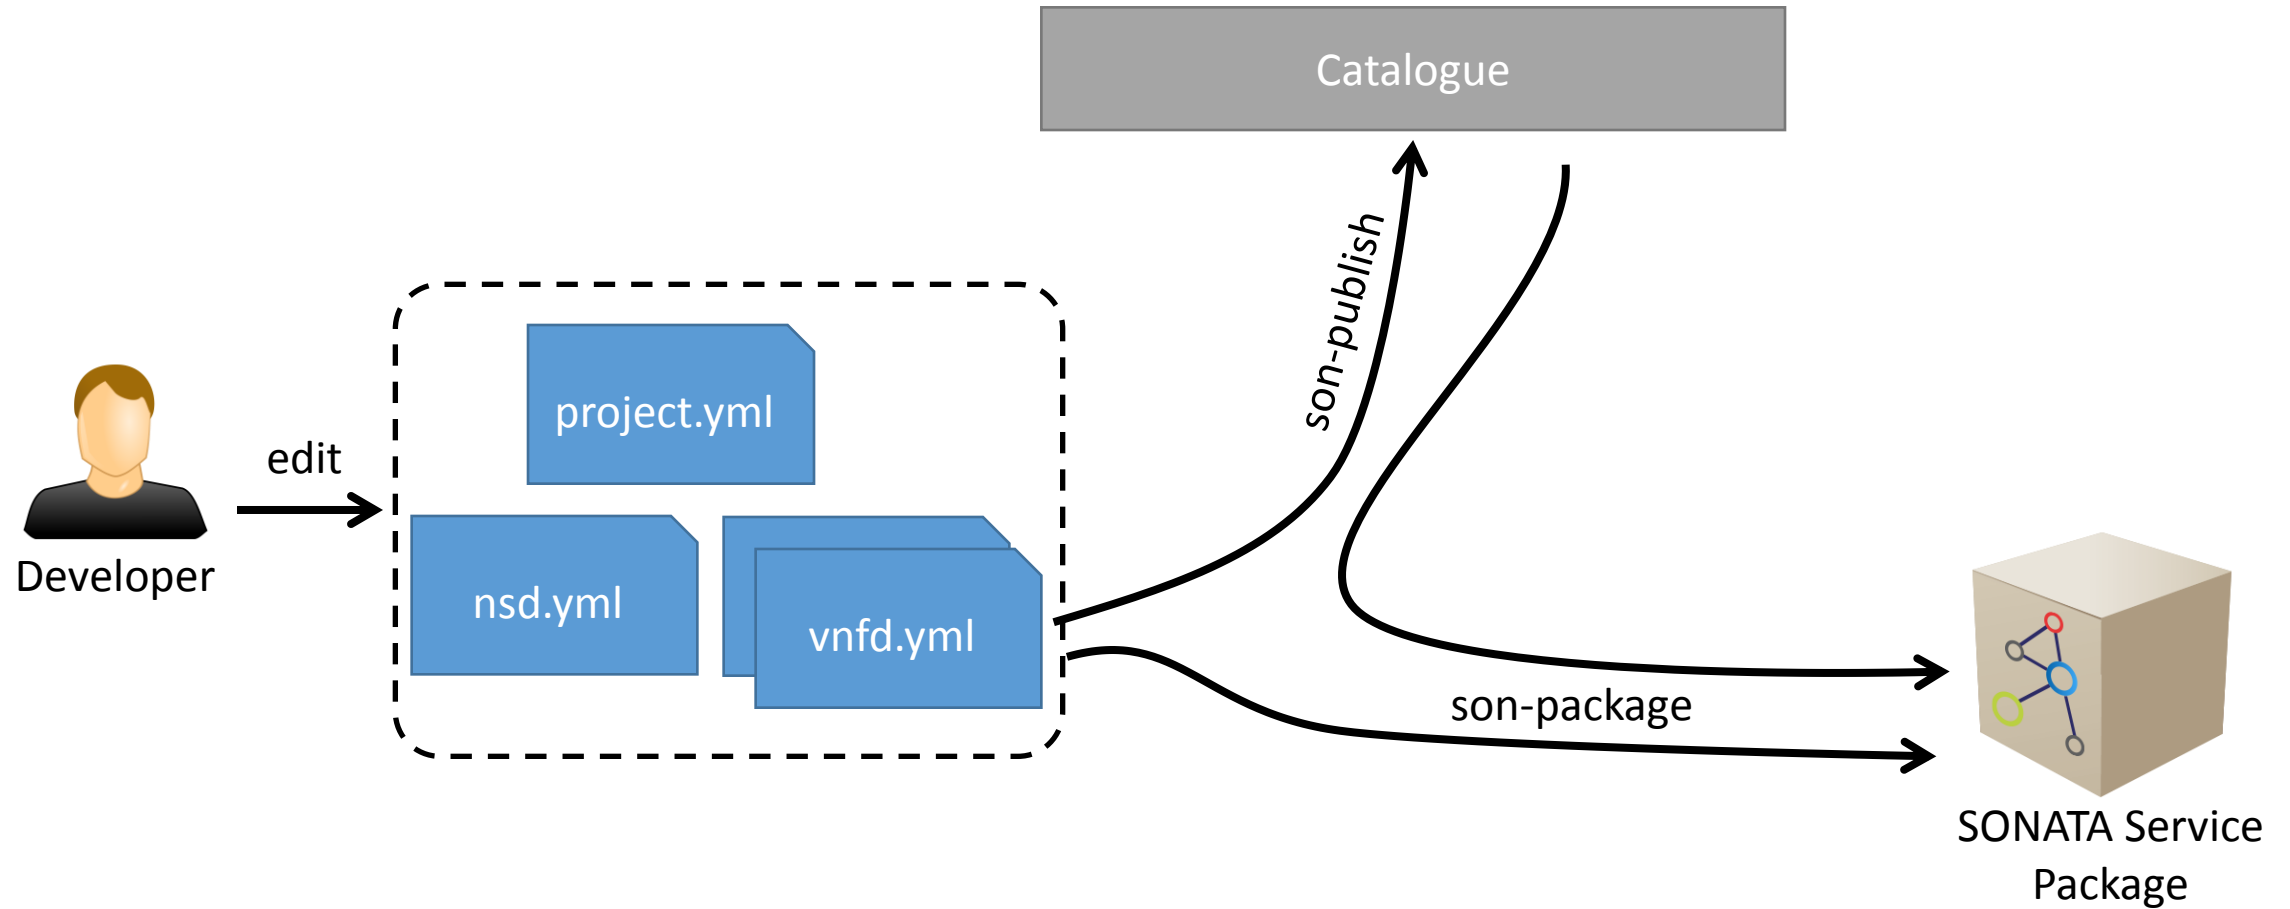 Catalogue
son-publish
project.yml
edit
Developer
nsd.yml
vnfd.yml
son-package
SONATA Service
Package